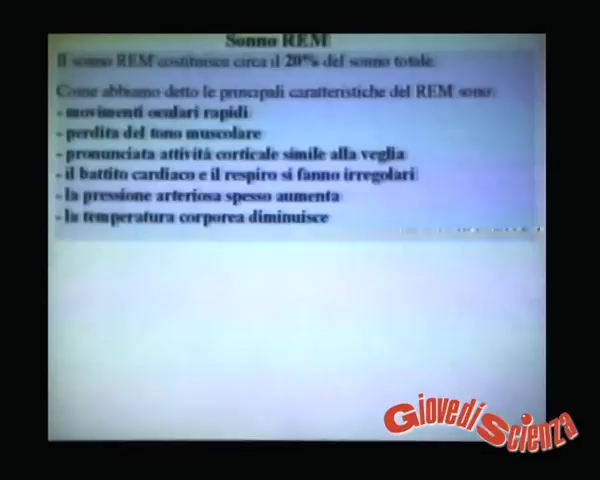 Sonno REM
Il sonno REM costituisce circa il 20% del sonno totale.
Come abbiamo detto le principali caratteristiche del REM sono:
- movimenti oculari rapidi
- perdita del tono muscolare
- pronunciata attività corticale simile alla veglia
- il battito cardiaco e il respiro si fanno irregolari
- la pressione arteriosa spesso aumenta
- la temperatura corporea diminuisce
Giovedì Scienza